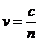 v = c/n